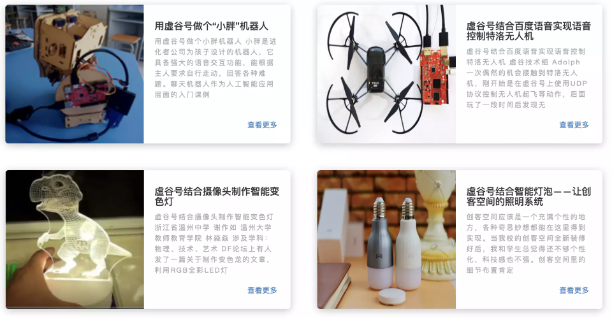 用虚谷号做个“小胖”机器人
用虚谷号做个小胖机器人 小胖是进
化者公司为孩子设计的机器人，它
具备强大的语音交互功能，能根据
主人要求自行走动，回答各种难
题。聊天机器人作为人工智能应用
层面的入门课例
查看更多
虚谷号结合百度语音实现语音
控制特洛无人机
虚谷号结合百度语音实现语音控制
特洛无人机 虚谷技术组 Adolph
一次偶然的机会接触到特洛无人
机，刚开始是在虚谷号上使用UDP
协议控制无人机起飞等动作，后面
玩了一段时间后发现无
查看更多
虚谷号结合摄像头制作智能变
色灯
虚谷号结合摄像头制作智能变色灯
浙江省温州中学 谢作如 温州大学
教师教育学院 林淼焱 涉及学科：
物理、技术、艺术 DF论坛上有人
发了一篇关于制作变色龙的文章，
利用RGB全彩LED灯
查看更多
虚谷号结合智能灯泡——让创
客空间的照明系统
创客空间应该是一个充满个性的地
方，各种奇思妙想都能在这里得到
实现。当我校的创客空间全新装修
好后，我和学生总觉得还不够个性
化，科技感也不强。创客空间里的
细节布置肯定
查看更多